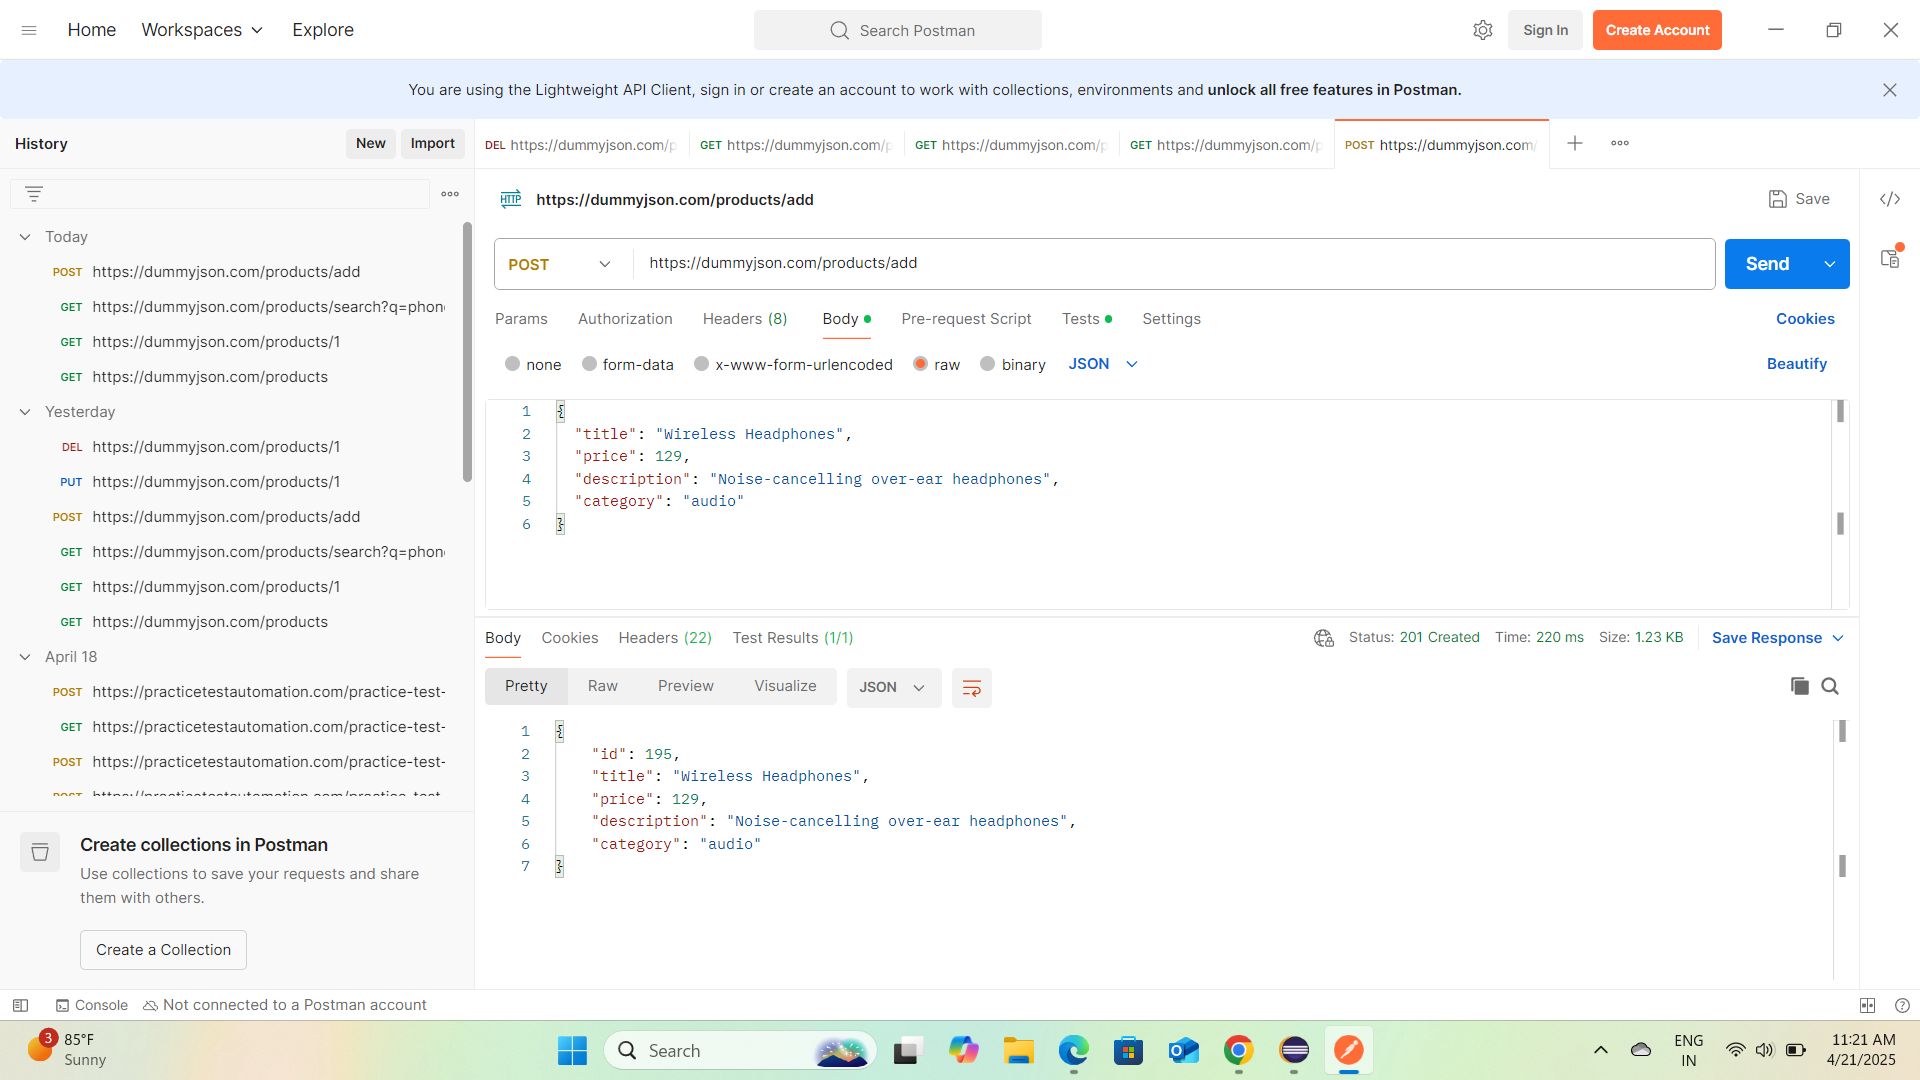 Home Workspaces Explore Search Postman Sign In Create Account
You are using the Lightweight API Client, sign in or create an account to work with collections, environments and unlock all free features in Postman.
History New Import
DEL https://dummyjson.com/p GET https://dummyjson.com/p GET https://dummyjson.com/p GET https://dummyjson.com/p POST https://dummyjson.com/
HTTP https://dummyjson.com/products/add Save
POST https://dummyjson.com/products/add Send
Params Authorization Headers (8) Body Pre-request Script Tests Settings Cookies
none form-data x-www-form-urlencoded raw binary JSON Beautify
1 {
2 "title": "Wireless Headphones",
3 "price": 129,
4 "description": "Noise-cancelling over-ear headphones",
5 "category": "audio"
6 }
Today
POST https://dummyjson.com/products/add
GET https://dummyjson.com/products/search?q=phon
GET https://dummyjson.com/products/1
GET https://dummyjson.com/products
Yesterday
DEL https://dummyjson.com/products/1
PUT https://dummyjson.com/products/1
POST https://dummyjson.com/products/add
GET https://dummyjson.com/products/search?q=phon
GET https://dummyjson.com/products/1
GET https://dummyjson.com/products
April 18
POST https://practicetestautomation.com/practice-test-
GET https://practicetestautomation.com/practice-test-
POST https://practicetestautomation.com/practice-test-
POST https://practicetestautomation.com/practice-test-
Body Cookies Headers (22) Test Results (1/1) Status: 201 Created Time: 220 ms Size: 1.23 KB Save Response
Pretty Raw Preview Visualize JSON
1 {
2 "id": 195,
3 "title": "Wireless Headphones",
4 "price": 129,
5 "description": "Noise-cancelling over-ear headphones",
6 "category": "audio"
7 }
Create collections in Postman
Use collections to save your requests and share
them with others.
Create a Collection
Console Not connected to a Postman account
3 85°F
Sunny
Search
ENG
IN
11:21 AM
4/21/2025